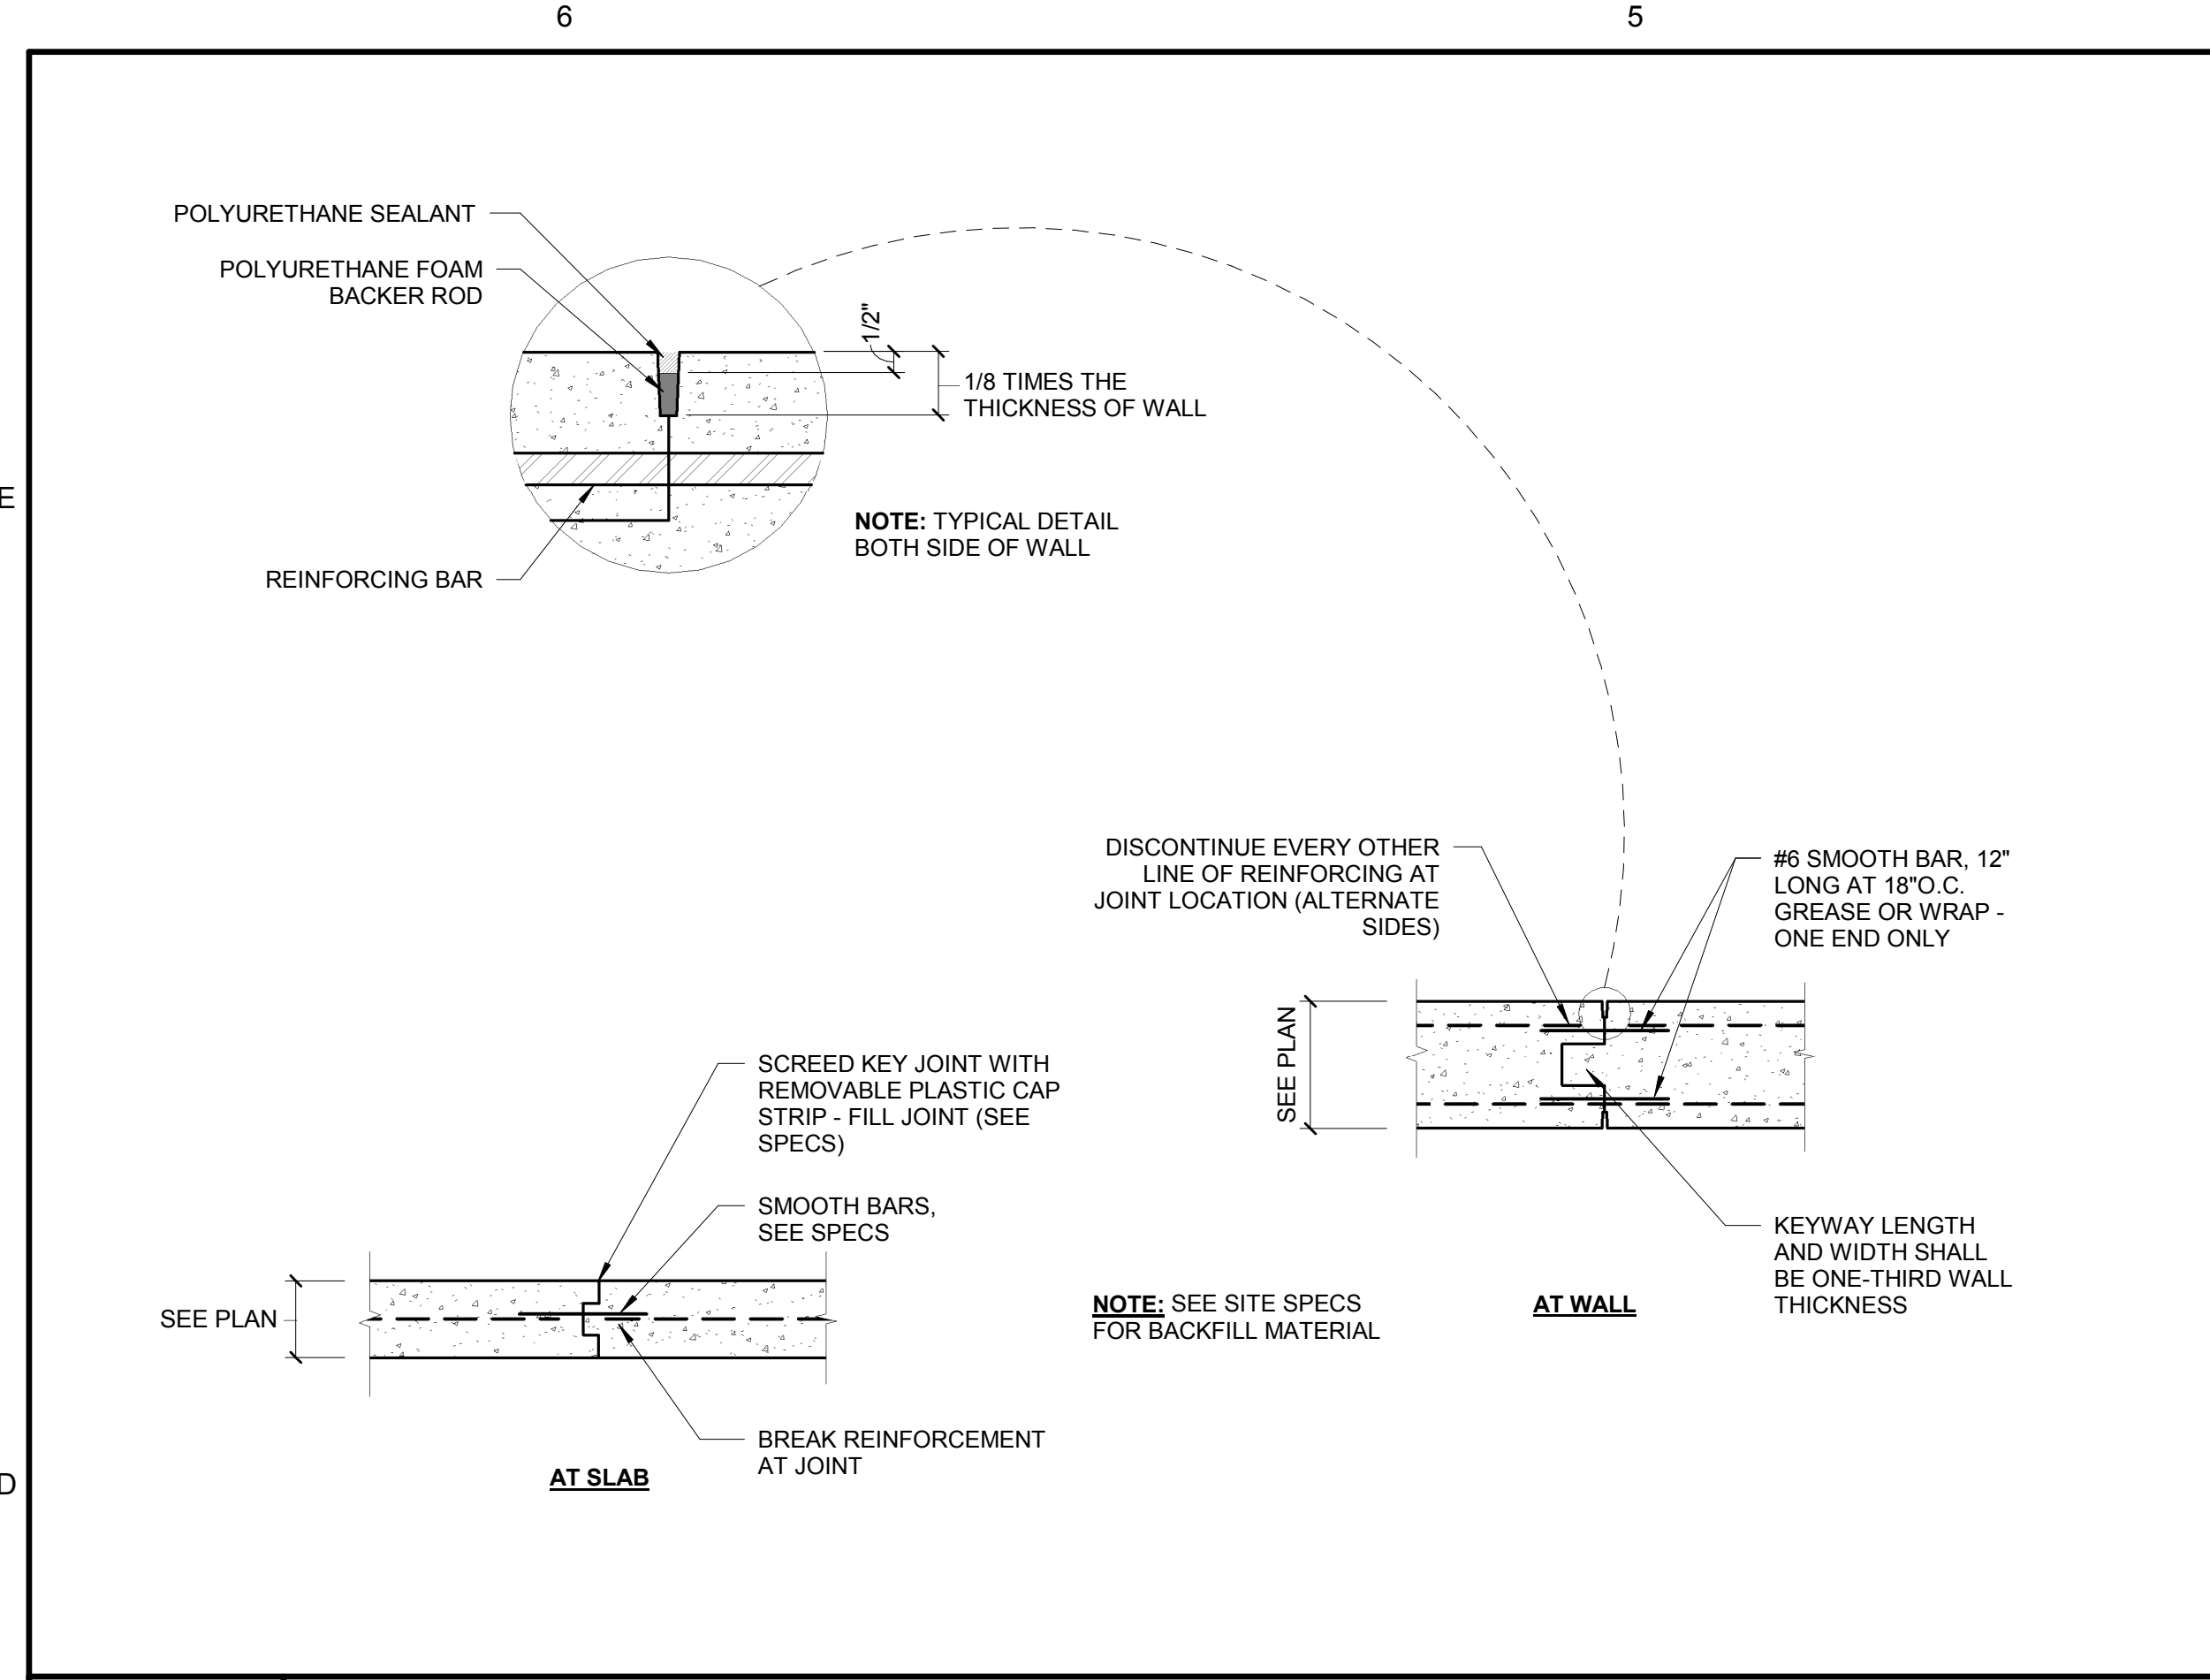 6
5
POLYURETHANE SEALANT
POLYURETHANE FOAM
BACKER ROD
1/2"
1/8 TIMES THE
THICKNESS OF WALL
E
NOTE: TYPICAL DETAIL
BOTH SIDE OF WALL
REINFORCING BAR
DISCONTINUE EVERY OTHER
LINE OF REINFORCING AT
JOINT LOCATION (ALTERNATE
SIDES)
#6 SMOOTH BAR, 12"
LONG AT 18"O.C.
GREASE OR WRAP -
ONE END ONLY
SEE PLAN
SCREED KEY JOINT WITH
REMOVABLE PLASTIC CAP
STRIP - FILL JOINT (SEE
SPECS)
SMOOTH BARS,
SEE SPECS
KEYWAY LENGTH
AND WIDTH SHALL
BE ONE-THIRD WALL
THICKNESS
NOTE: SEE SITE SPECS
FOR BACKFILL MATERIAL
AT WALL
SEE PLAN
BREAK REINFORCEMENT
AT JOINT
AT SLAB
D